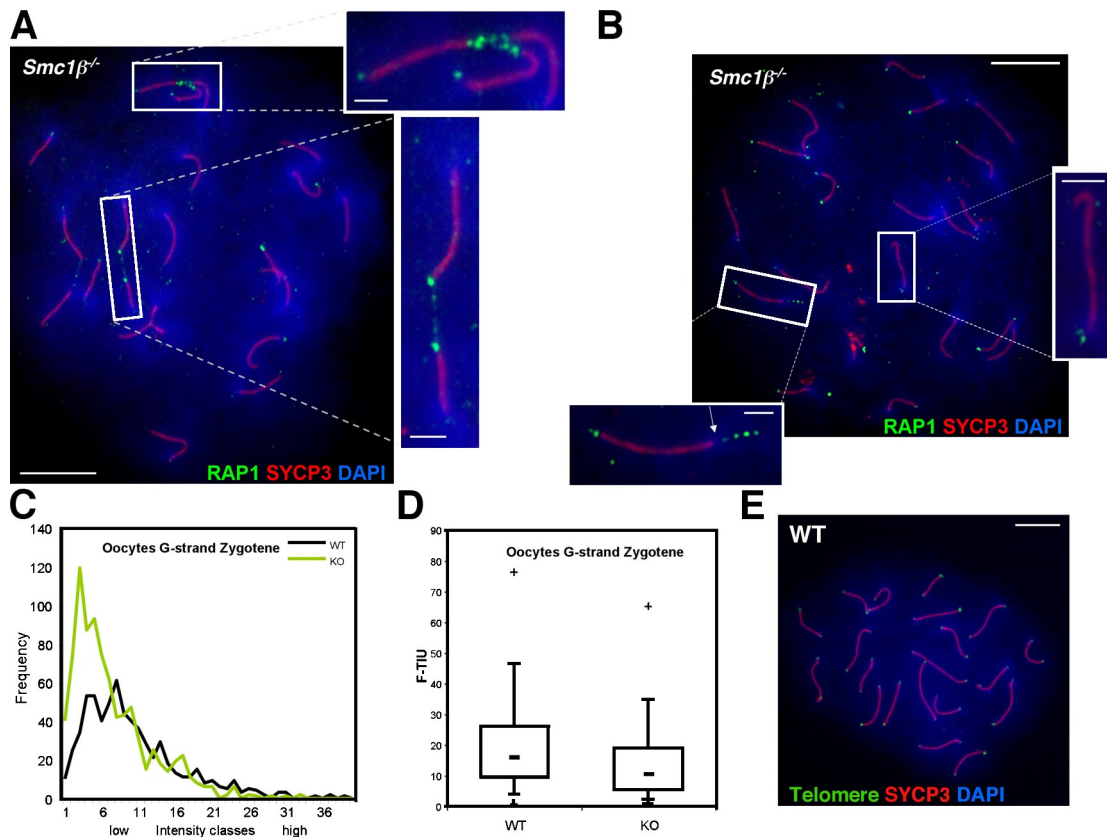 A
Smc1β-/-
RAP1 SYCP3 DAPI
B
Smc1β-/-
RAP1 SYCP3 DAPI
C
140
120
100
80
60
40
20
0
Frequency
Oocytes G-strand Zygotene
WT
KO
1 6 11 16 21 26 31 36
low Intensity classes high
D
90
80
70
60
50
40
30
20
10
0
F-TIU
Oocytes G-strand Zygotene
+
+
WT KO
E
WT
Telomere SYCP3 DAPI